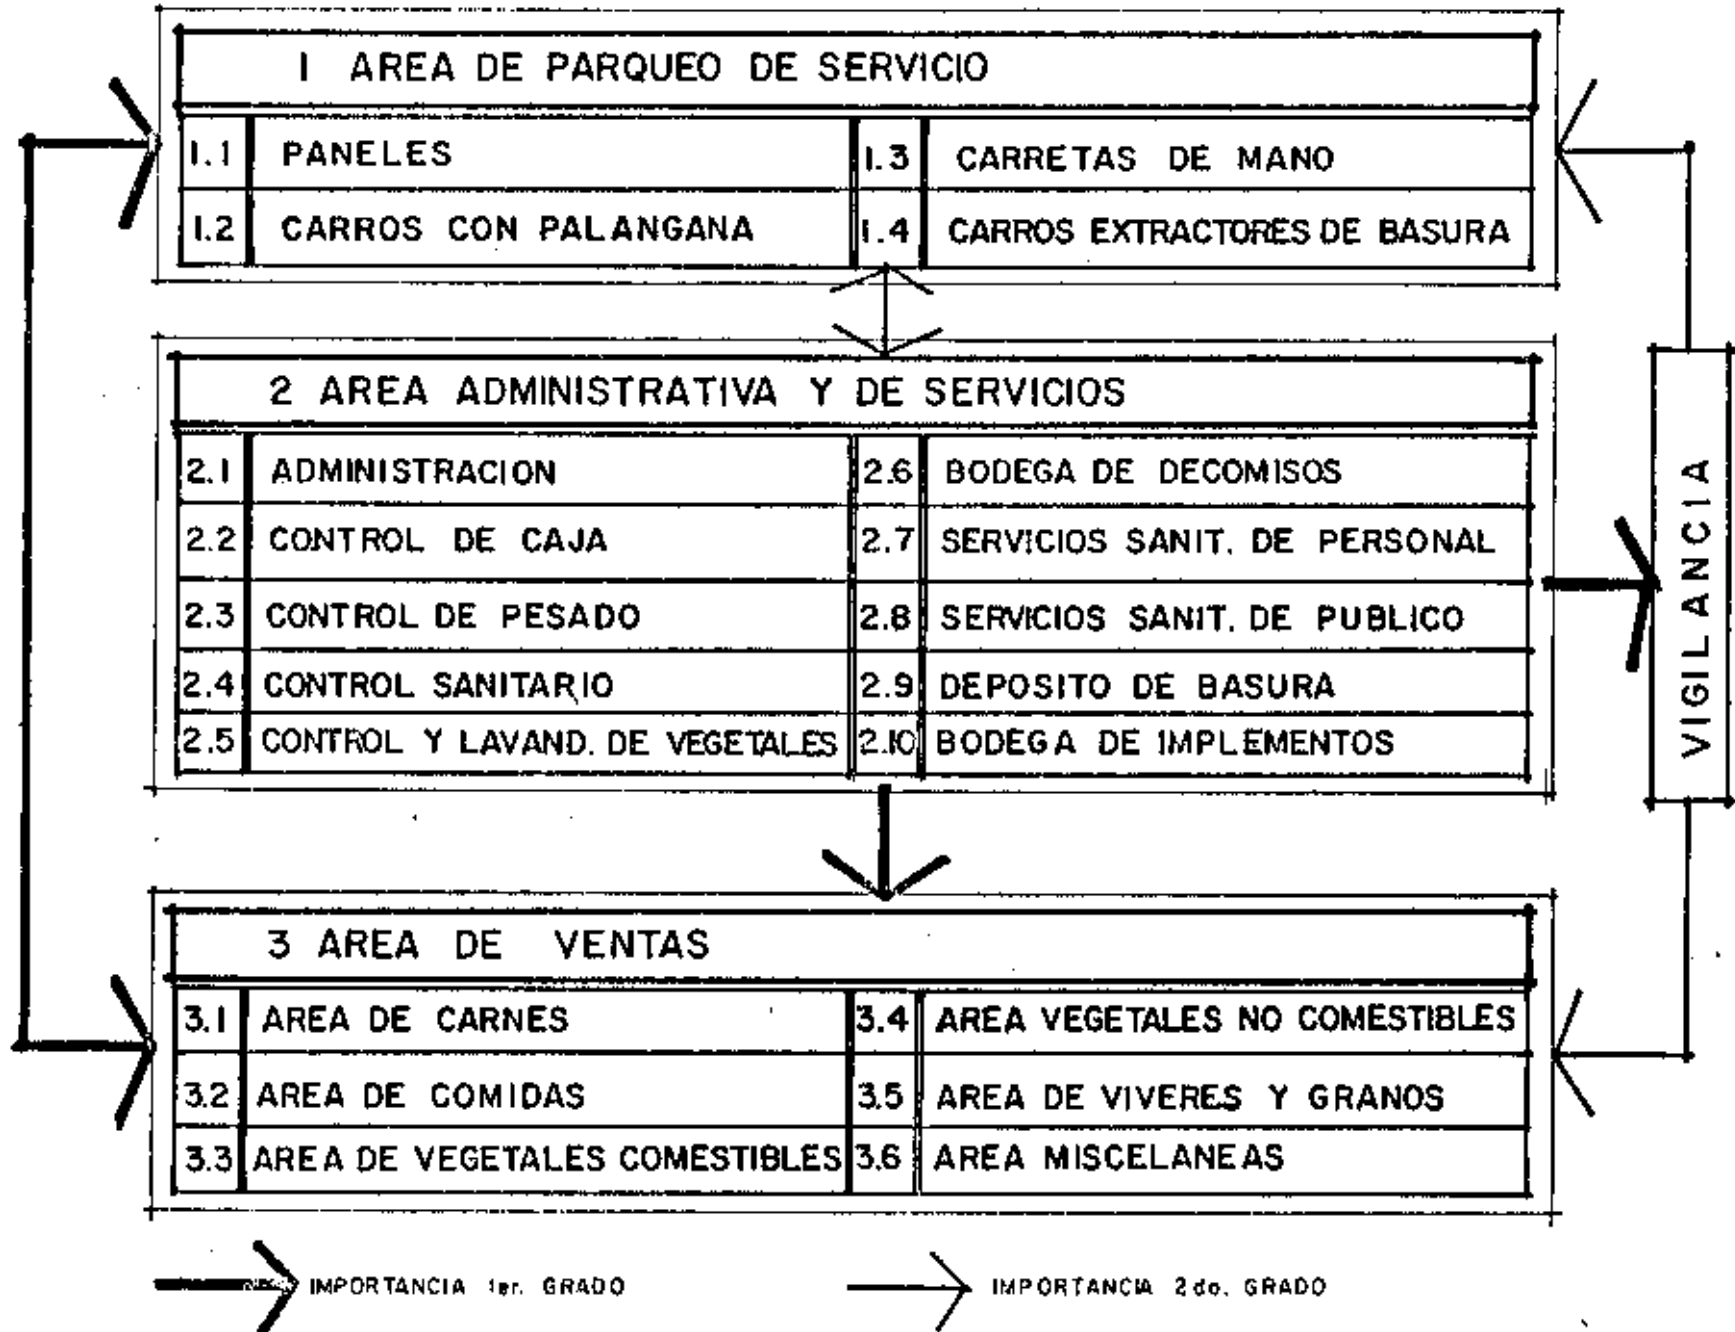 1 AREA DE PARQUEO DE SERVICIO
1.1 PANELES
1.3 CARRETAS DE MANO
1.2 CARROS CON PALANGANA
1.4 CARROS EXTRACTORES DE BASURA
2 AREA ADMINISTRATIVA Y DE SERVICIOS
2.1 ADMINISTRACION
2.6 BODEGA DE DECOMISOS
2.2 CONTROL DE CAJA
2.7 SERVICIOS SANIT. DE PERSONAL
2.3 CONTROL DE PESADO
2.8 SERVICIOS SANIT. DE PUBLICO
2.4 CONTROL SANITARIO
2.9 DEPOSITO DE BASURA
2.5 CONTROL Y LAVAND. DE VEGETALES
2.10 BODEGA DE IMPLEMENTOS
VIGILANCIA
3 AREA DE VENTAS
3.1 AREA DE CARNES
3.4 AREA VEGETALES NO COMESTIBLES
3.2 AREA DE COMIDAS
3.5 AREA DE VIVERES Y GRANOS
3.3 AREA DE VEGETALES COMESTIBLES
3.6 AREA MISCELANEAS
IMPORTANCIA 1er. GRADO
IMPORTANCIA 2do. GRADO